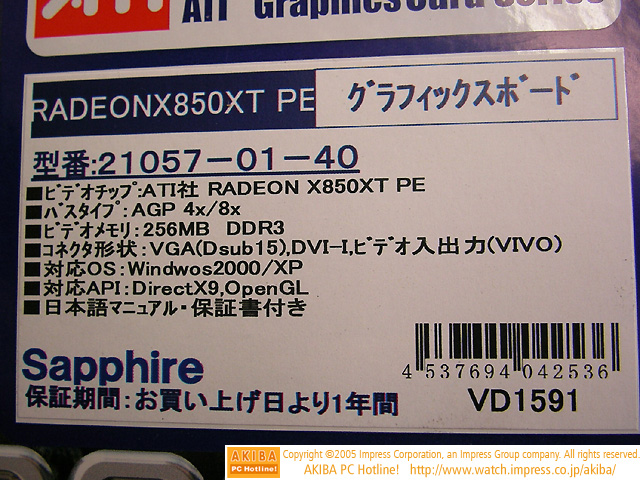 ATI Graphics Card Series
RADEONX850XT PE グラフィックスボード
型番:21057-01-40
■ビデオチップ:ATI社 RADEON X850XT PE
■バスタイプ:AGP 4x/8x
■ビデオメモリ:256MB DDR3
■コネクタ形状:VGA(Dsub15),DVI-I,ビデオ入出力(VIVO)
■対応OS:Windwos2000/XP
■対応API:DirectX9,OpenGL
■日本語マニュアル・保証書付き
Sapphire
4 537694 042536
保証期間:お買い上げ日より1年間
VD1591
AKIBA PC Hotline!
Copyright ©2005 Impress Corporation, an Impress Group company. All rights reserved.
AKIBA PC Hotline! http://www.watch.impress.co.jp/akiba/